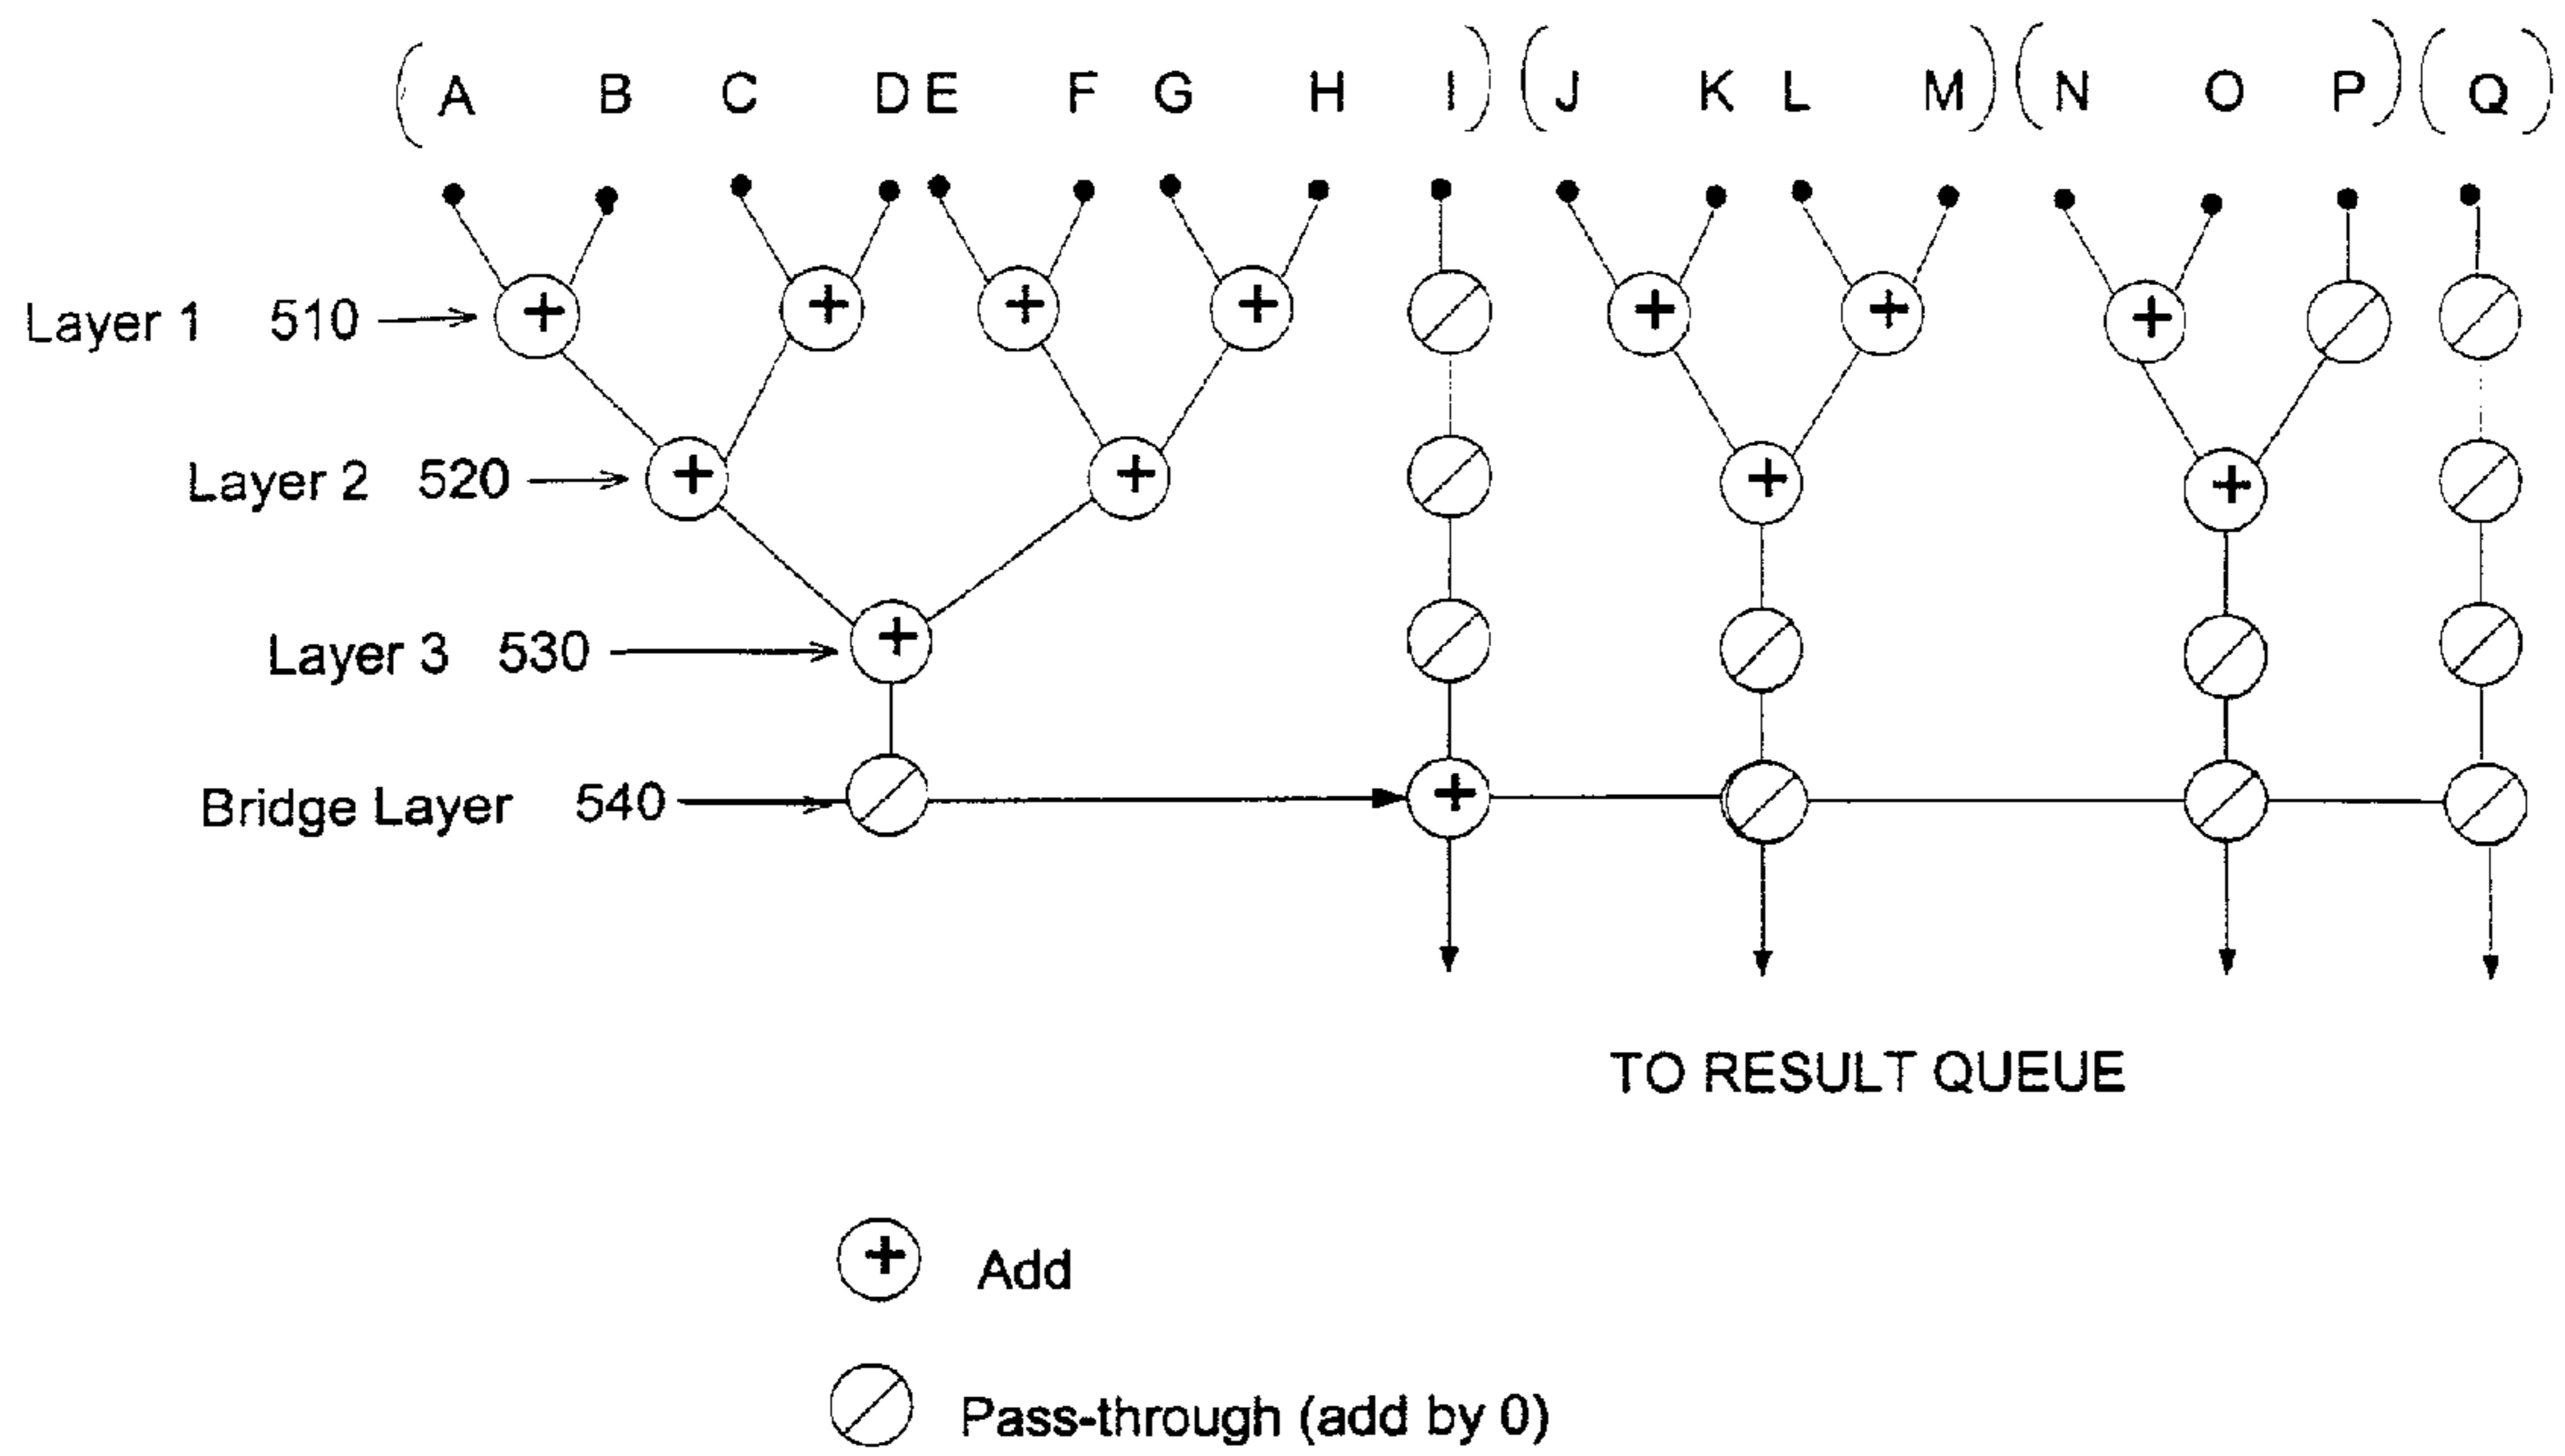 (A B C D E F G H I) (J K L M) (N O P) (Q)
Layer 1 510
Layer 2 520
Layer 3 530
Bridge Layer 540
TO RESULT QUEUE
+ Add
Pass-through (add by 0)